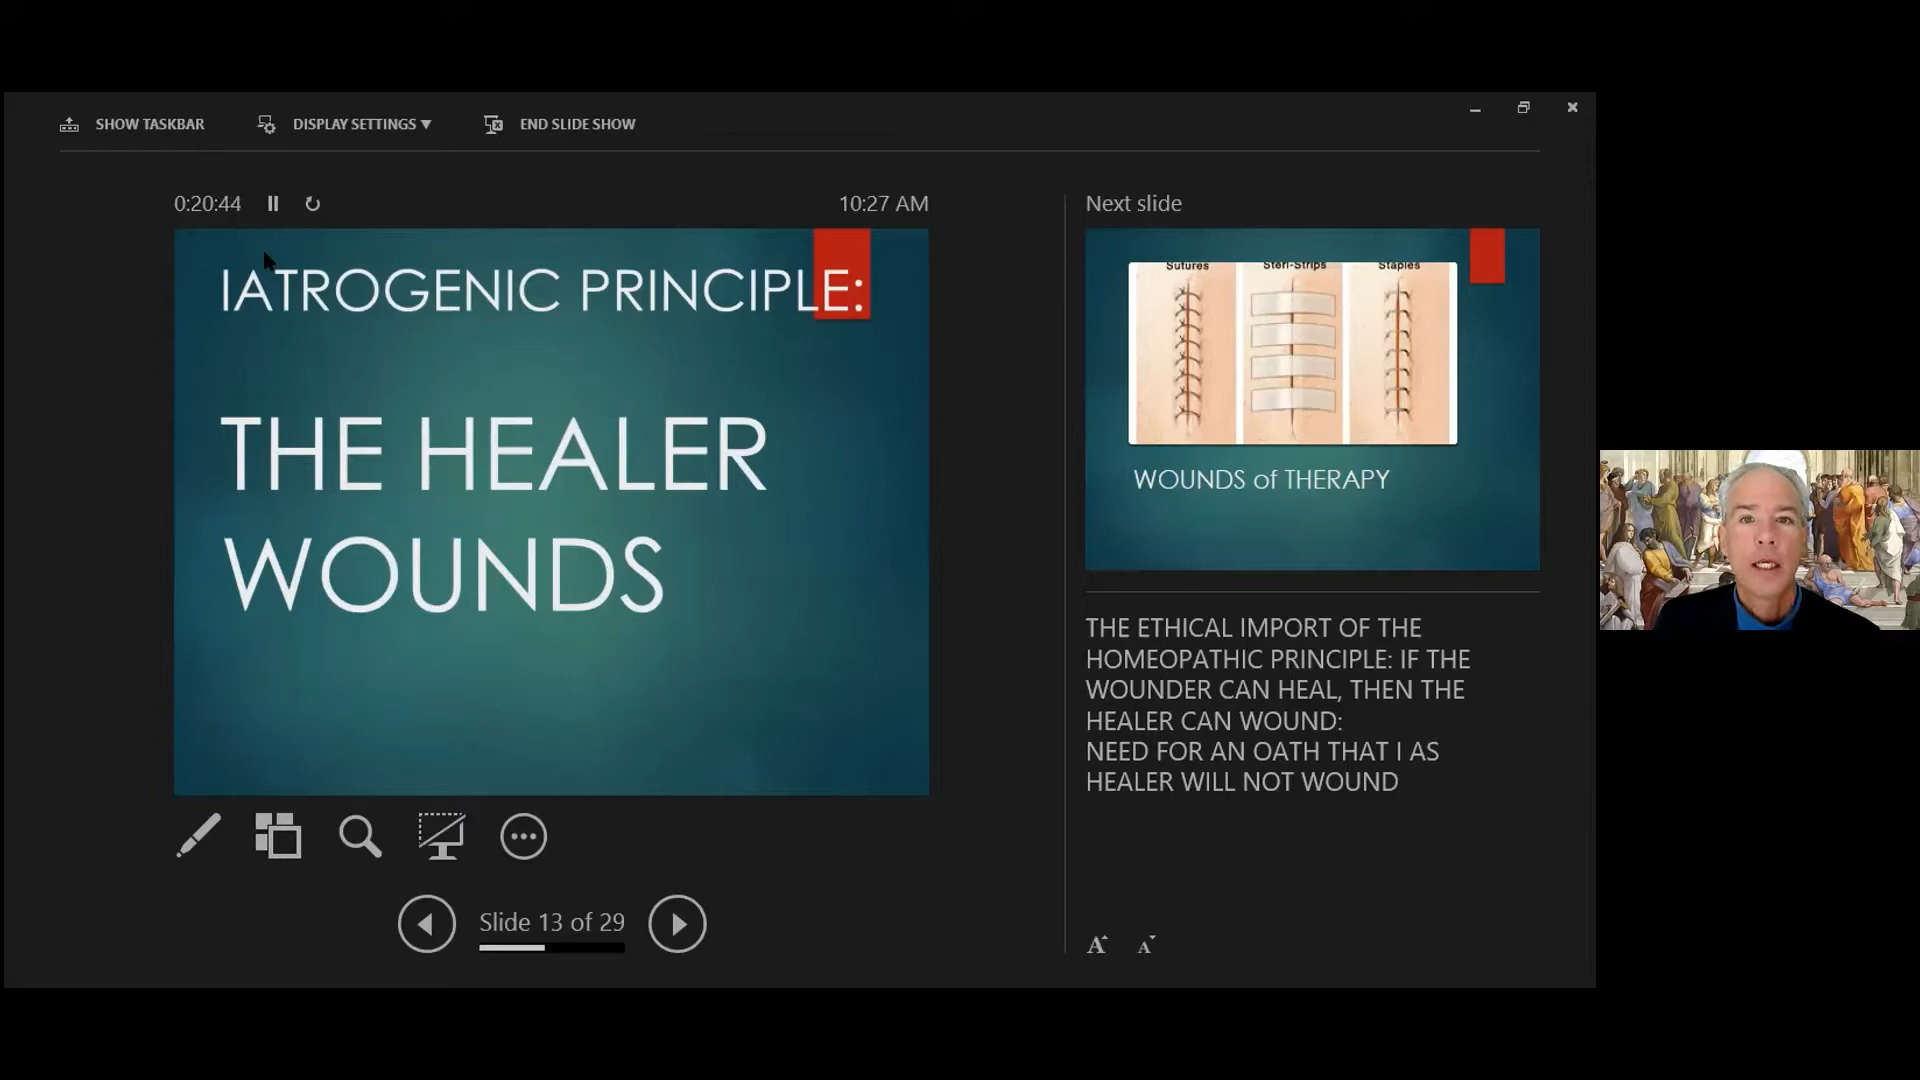 SHOW TASKBAR
DISPLAY SETTINGS ▼
END SLIDE SHOW
0:20:44
10:27 AM
IATROGENIC PRINCIPLE:
THE HEALER
WOUNDS
Slide 13 of 29
Next slide
Sutures
Steri-Strips
Staples
WOUNDS of THERAPY
THE ETHICAL IMPORT OF THE
HOMEOPATHIC PRINCIPLE: IF THE
WOUNDER CAN HEAL, THEN THE
HEALER CAN WOUND:
NEED FOR AN OATH THAT I AS
HEALER WILL NOT WOUND
A
A